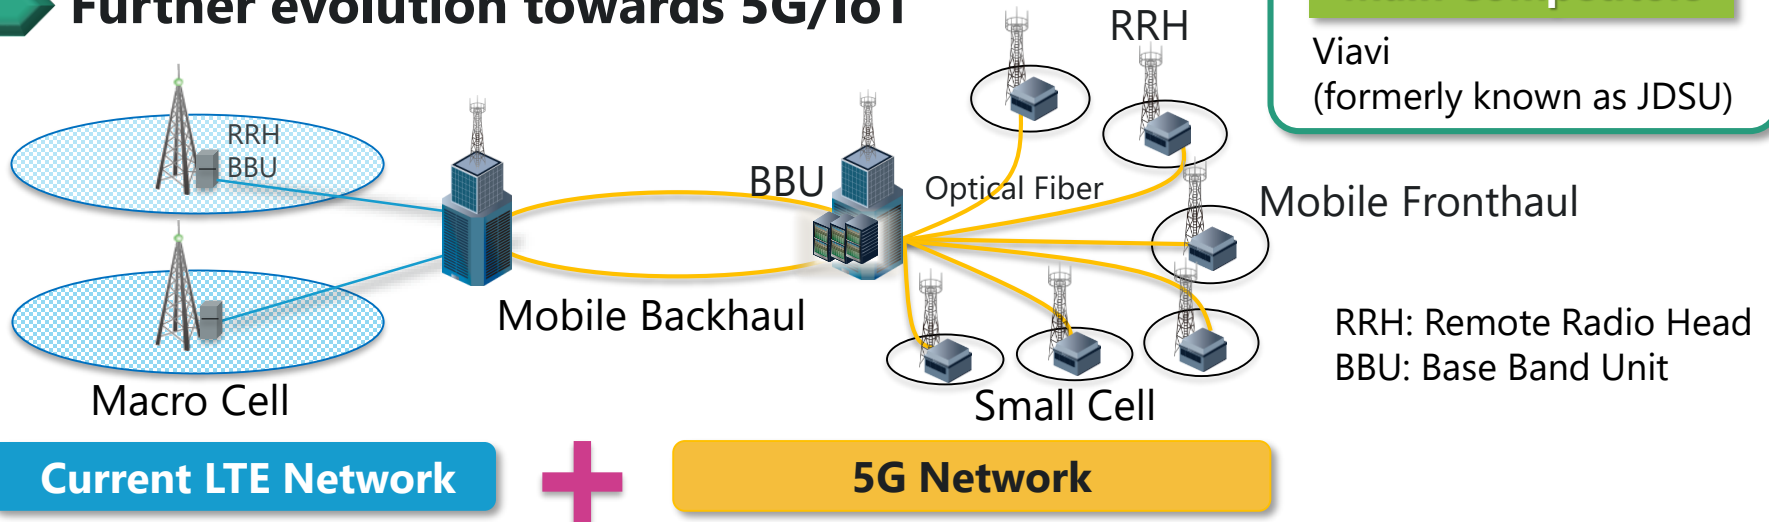 Further evolution towards 5G/IoT
RRH
Viavi
(formerly known as JDSU)
RRH
BBU
BBU
Optical Fiber
Mobile Fronthaul
Mobile Backhaul
RRH: Remote Radio Head
BBU: Base Band Unit
Macro Cell
Small Cell
Current LTE Network
5G Network